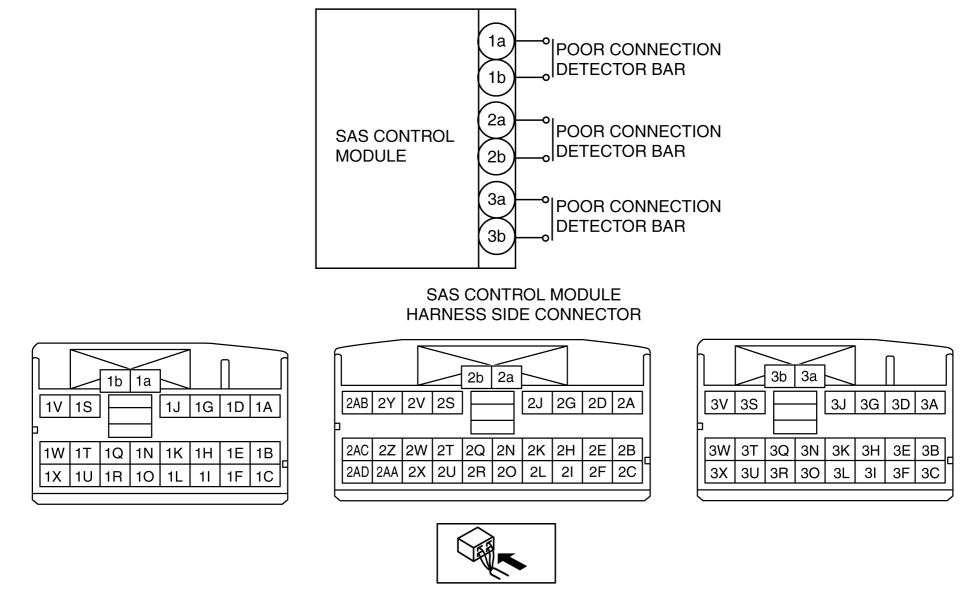 1a
POOR CONNECTION
DETECTOR BAR
1b
2a
POOR CONNECTION
DETECTOR BAR
SAS CONTROL
MODULE
2b
3a
POOR CONNECTION
DETECTOR BAR
3b
SAS CONTROL MODULE
HARNESS SIDE CONNECTOR
1b 1a
1V 1S 1J 1G 1D 1A
1W 1T 1Q 1N 1K 1H 1E 1B
1X 1U 1R 1O 1L 1I 1F 1C
2b 2a
2AB 2Y 2V 2S 2J 2G 2D 2A
2AC 2Z 2W 2T 2Q 2N 2K 2H 2E 2B
2AD 2AA 2X 2U 2R 2O 2L 2I 2F 2C
3b 3a
3V 3S 3J 3G 3D 3A
3W 3T 3Q 3N 3K 3H 3E 3B
3X 3U 3R 3O 3L 3I 3F 3C